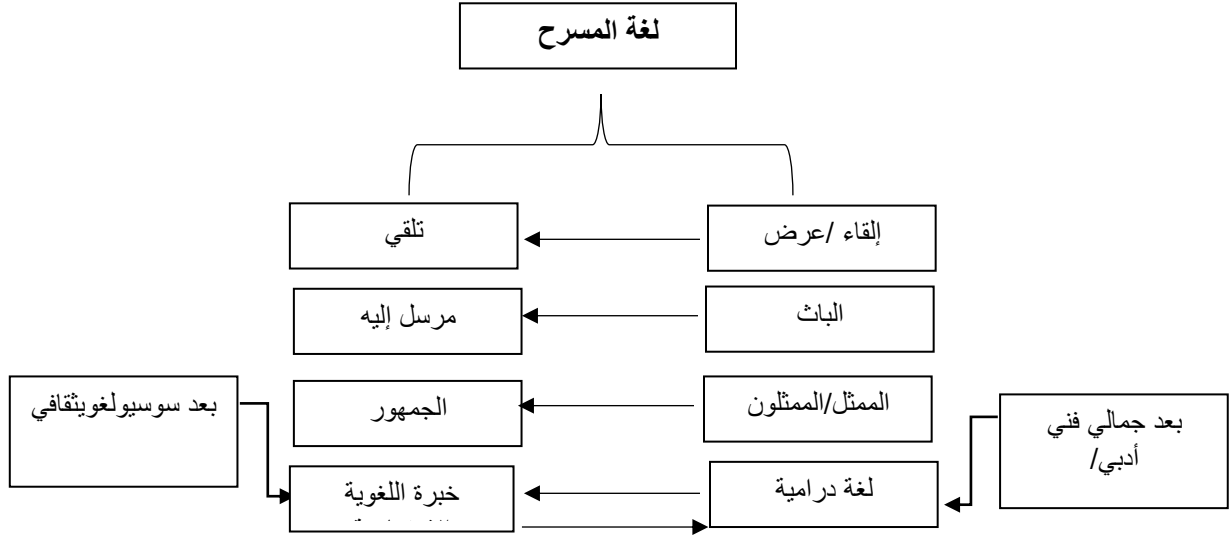 لغة المسرح
إلقاء /عرض
تلقي
الباث
مرسل إليه
الممثل/الممثلون
الجمهور
بعد سوسيولغويثقافي
بعد جمالي فني
أدبي/
لغة درامية
خبرة اللغوية